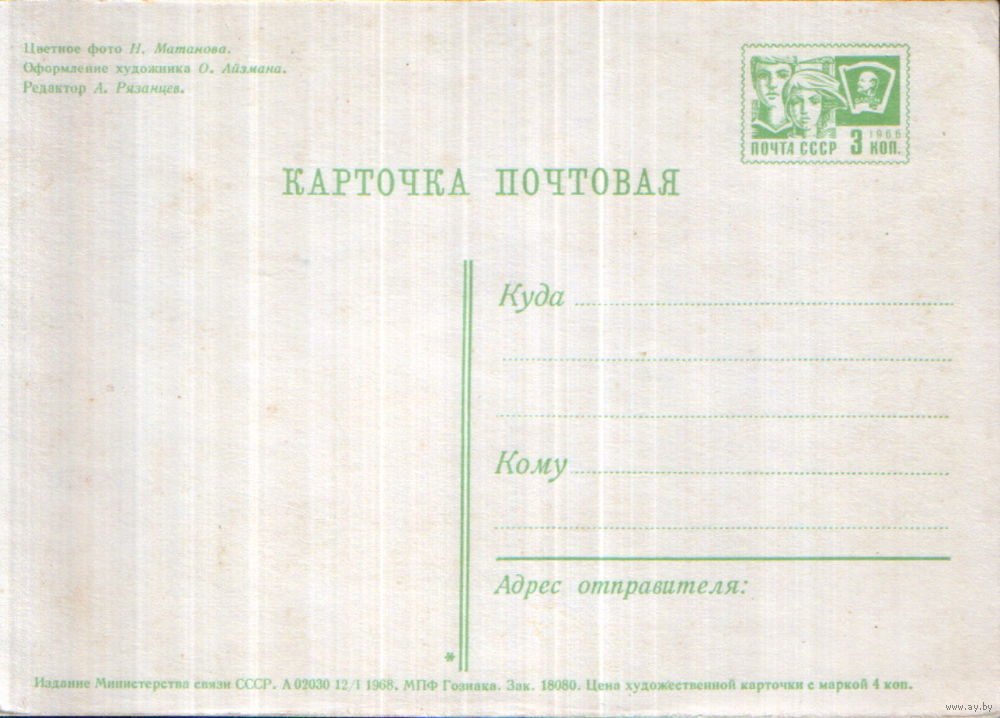 Цветное фото Н. Матанова.
Оформление художника О. Айзмана.
Редактор А. Рязанцев.
1966
ПОЧТА СССР 3 КОП.
КАРТОЧКА ПОЧТОВАЯ
Куда
Кому
Адрес отправителя:
*
Издание Министерства связи СССР. А 02030 12/I 1968. МПФ Гознака. Зак. 18080. Цена художественной карточки с маркой 4 коп.
www.ay.by